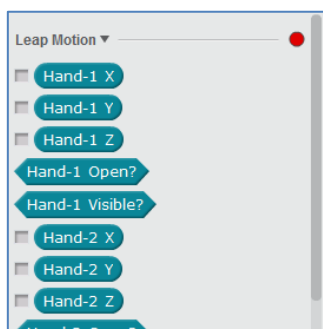 Leap Motion ▼
Hand-1 X
Hand-1 Y
Hand-1 Z
Hand-1 Open?
Hand-1 Visible?
Hand-2 X
Hand-2 Y
Hand-2 Z